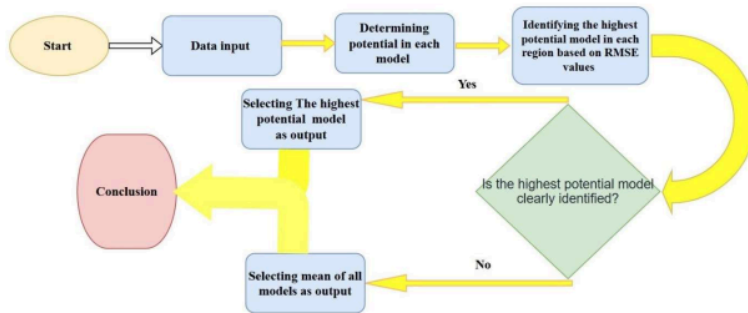 Start
Data input
Determining
potential in each
model
Identifying the highest
potential model in each
region based on RMSE
values
Yes
Selecting The highest
potential model
as output
Is the highest potential model
clearly identified?
Conclusion
No
Selecting mean of all
models as output